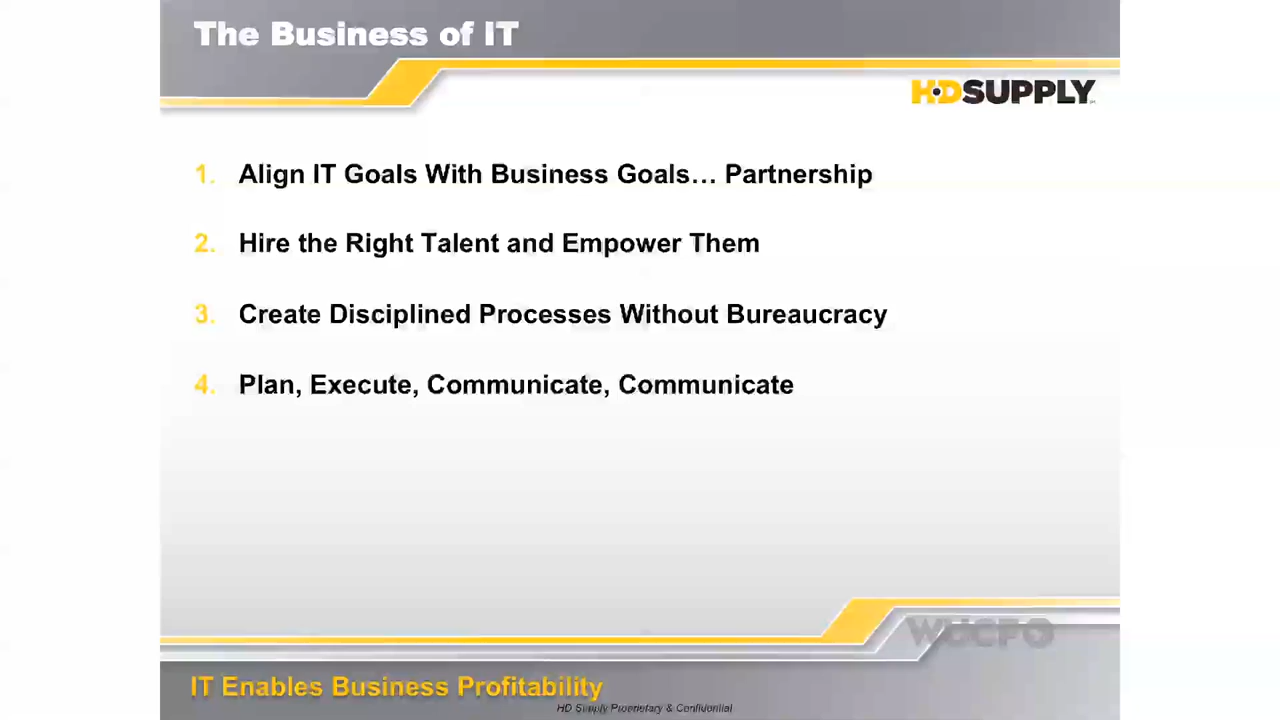 The Business of IT
HD SUPPLY
1. Align IT Goals With Business Goals... Partnership
2. Hire the Right Talent and Empower Them
3. Create Disciplined Processes Without Bureaucracy
4. Plan, Execute, Communicate, Communicate
IT Enables Business Profitability
HD Supply Proprietary & Confidential